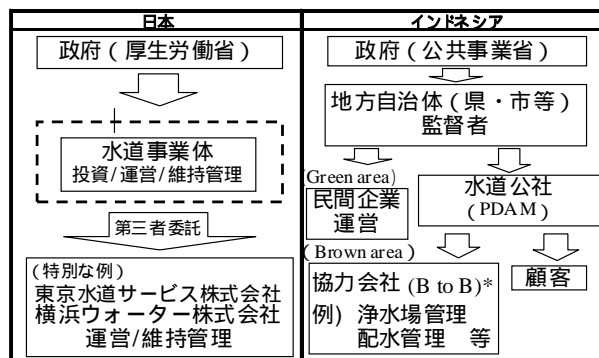 日本
政府（厚生労働省）
水道事業体
投資/運営/維持管理
第三者委託
（特別な例）
東京水道サービス株式会社
横浜ウォーター株式会社
運営/維持管理
インドネシア
政府（公共事業省）
地方自治体（県・市等）
監督者
(Green area)
民間企業
運営
水道公社
（PDAM）
(Brown area)
協力会社 (B to B)*
例） 浄水場管理
配水管理 等
顧客